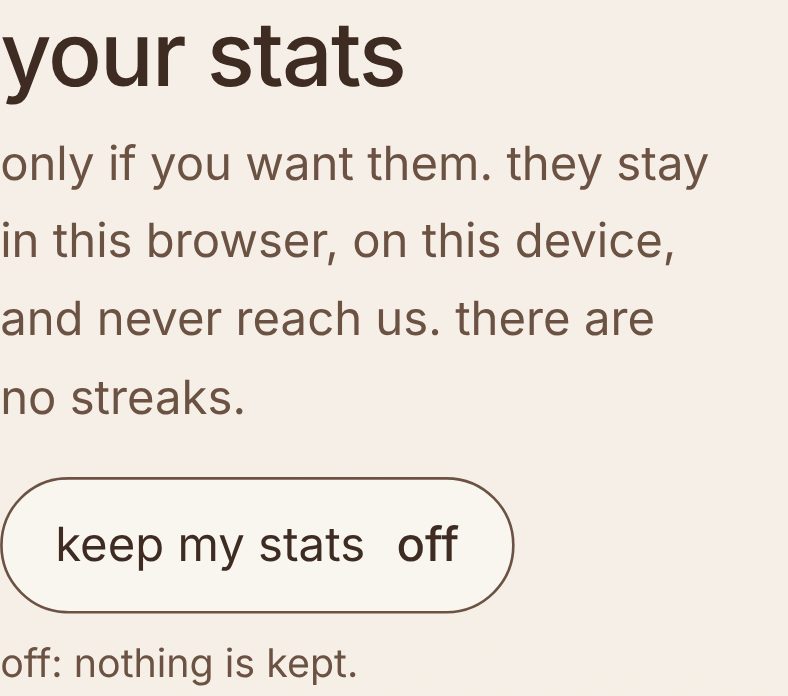 your stats
only if you want them. they stay
in this browser, on this device,
and never reach us. there are
no streaks.
keep my stats off
off: nothing is kept.